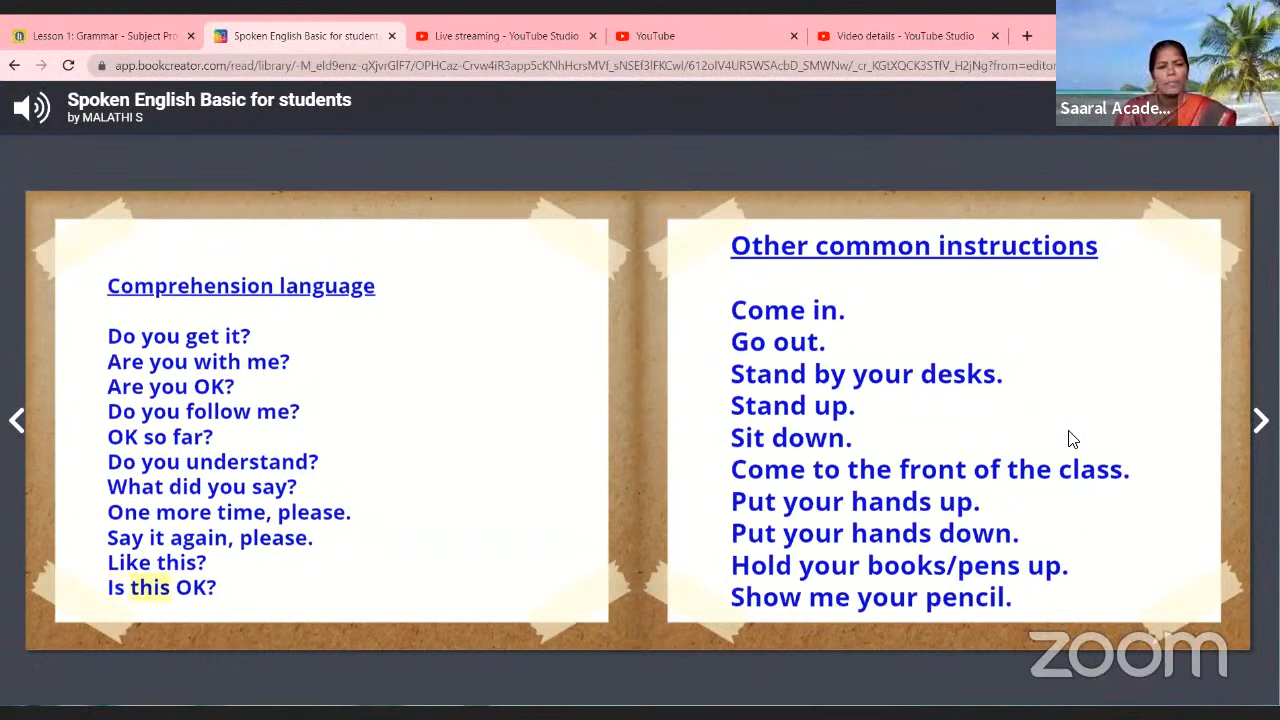 Lesson 1: Grammar - Subject Pro
Spoken English Basic for student
Live streaming - YouTube Studio
YouTube
Video details - YouTube Studio
Spoken English Basic for students
by MALATHI S
Saaral Acade...
Comprehension language
Do you get it?
Are you with me?
Are you OK?
Do you follow me?
OK so far?
Do you understand?
What did you say?
One more time, please.
Say it again, please.
Like this?
Is this OK?
Other common instructions
Come in.
Go out.
Stand by your desks.
Stand up.
Sit down.
Come to the front of the class.
Put your hands up.
Put your hands down.
Hold your books/pens up.
Show me your pencil.
zoom